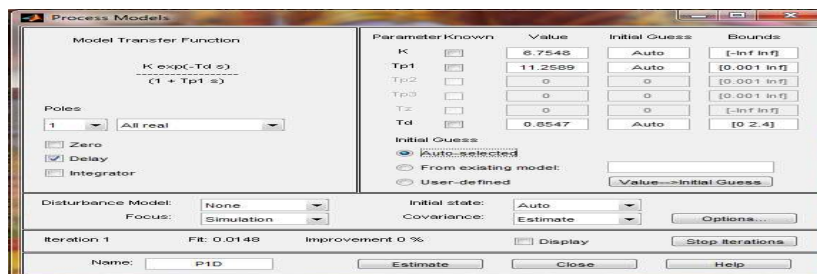 Process Models
Model Transfer Function
K exp(-Td s)
(1 + Tp1 s)
Poles
1 All real
Zero
Delay
Integrator
Parameter Known Value Initial Guess Bounds
K 6.7548 Auto [-Inf Inf]
Tp1 11.2589 Auto [0.001 Inf]
Tp2 0 0 [0.001 Inf]
Tp3 0 0 [0.001 Inf]
Tz 0 0 [-Inf Inf]
Td 0.8547 Auto [0 2.4]
Initial Guess
Auto-selected
From existing model:
User-defined Value-->Initial Guess
Disturbance Model: None Initial state: Auto
Focus: Simulation Covariance: Estimate Options...
Iteration 1 Fit: 0.0148 Improvement 0 % Display Stop Iterations
Name: P1D Estimate Close Help